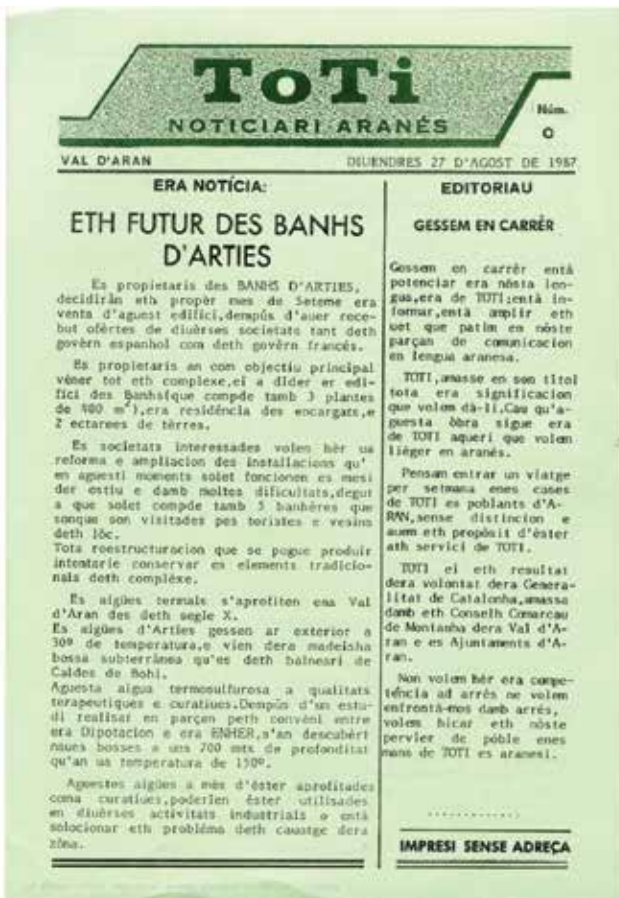 ToTi
NOTICIARI ARANÉS
Núm.
0
VAL D'ARAN
DIUENDRES 27 D'AGOST DE 1987
ERA NOTÍCIA:
ETH FUTUR DES BANHS
D'ARTIES
Es propietaris des BANHS D'ARTIES,
decidiràn eth propèr mes de Seteme era
venta d'aguest edifici,dempús d'auer rece-
but ofèrtes de diuèrses societats tant deth
govèrn espanhol com deth govèrn francés.
Es propietaris an com objectiu principal
véner tot eth complexe,ei a díder er edi-
fici des Banhs(que compde tamb 3 plantes
de 480 m²),era residéncia des encargats,e
2 ectarees de tèrres.
Es societats interessades volen hèr ua
reforma e ampliacion des installacions qu'
en aguesti moments solet foncionen es mesi
der estiu e damb moltes dificultats,degut
a que solet compde tamb 5 banhères que
sonque son visitades pes toristes e vesins
deth lòc.
Tota roestructuracion que se pogue produir
intentarie conservar es elements tradicio-
nals deth complèxe.
Es aigües termals s'aprofiten ena Val
d'Aran des deth segle X.
Es aigües d'Arties gessen ar exterior a
30º de temperatura,e vien dera madeisha
bossa subterrànea qu'es deth balneari de
Caldes de Bohí.
Aguesta aigua termosulfurosa a qualitats
terapeutiques e curatiues.Dempús d'un estu-
di realisat en parçan peth convèni entre
era Dipotacion e era ENHER,s'an descubèrt
naues bosses a uns 700 mts de profonditat
qu'an ua temperatura de 150º.
Aguestes aigües a més d'èster aprofitades
coma curatiues,poderien èster utilisades
en diuèrses activitats industrials o entà
solocionar eth problèma deth cauatge dera
zòna.
EDITORIAU
GESSEM EN CARRÈR
Gessem en carrèr entà
potenciar era nòsta len-
gua,era de TOTI;entà in-
formar,entà amplir eth
uet que patim en nòste
parçan de comunicacion
en lengua aranesa.
TOTI,amasse en son títol
tota era significacion
que volem dà-li.Cau qu'a-
guesta òbra sigue era
de TOTI aqueri que volem
lièger en aranés.
Pensam entrar un viatge
per setmana enes cases
de TOTI es poblants d'A-
RAN,sense distincion e
auem eth propòsit d'èster
ath servici de TOTI.
TOTI ei eth resultat
dera volontat dera Genera-
litat de Catalonha,amassa
damb eth Conselh Comarcau
de Montanha dera Val d'A-
ran e es Ajuntaments d'A-
ran.
Non volem hèr era compe-
téncia ad arrés ne volem
enfrontà-mos damb arrés,
volem hicar eth nòste
pervier de pòble enes
mans de TOTI es aranesi.
.............
IMPRESI SENSE ADREÇA